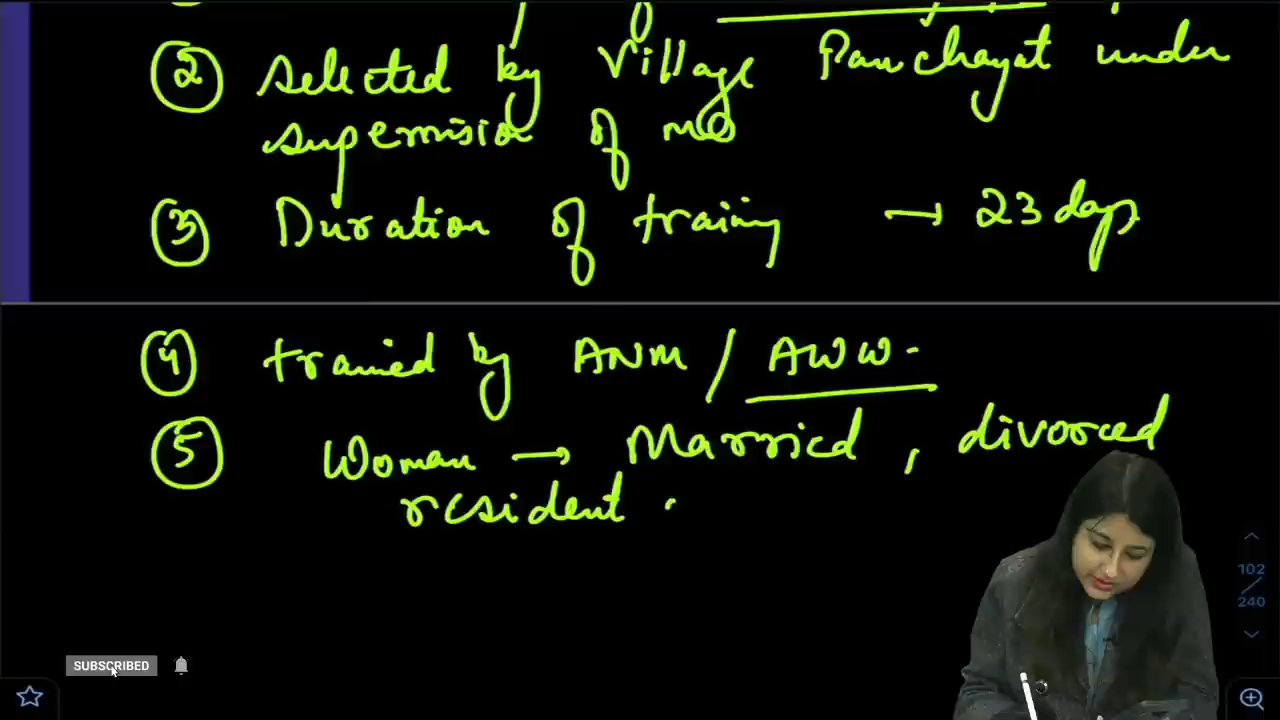 2 Selected by Village Panchayat under
supervision of MO
3 Duration of training → 23 days
4 trained by ANM / AWW.
5 Woman → Married, divorced
resident
102
240
SUBSCRIBED